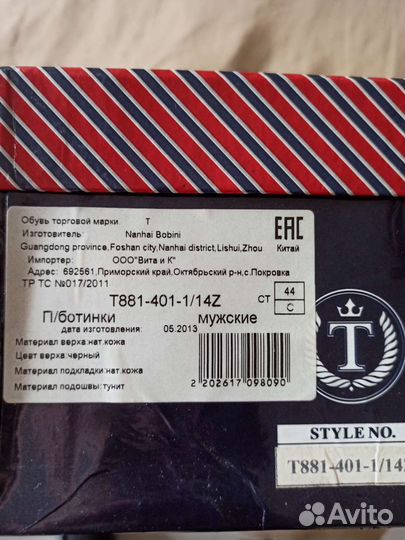 Обувь торговой марки. Т
Изготовитель: Nanhai Bobini
Guangdong province,Foshan city,Nanhai district,Lishui,Zhou
Импортер: ООО"Вита и К"
Адрес: 692561,Приморский край,Октябрьский р-н,с.Покровка
ТР ТС №017/2011
ЕАС
Китай
T881-401-1/14Z
СТ 44
С
П/ботинки мужские
дата изготовления: 05.2013
Материал верха:нат.кожа
Цвет верха:черный
Материал подкладки:нат.кожа
Материал подошвы:тунит
2 202617 098090
T
STYLE NO.
T881-401-1/14Z
Avito